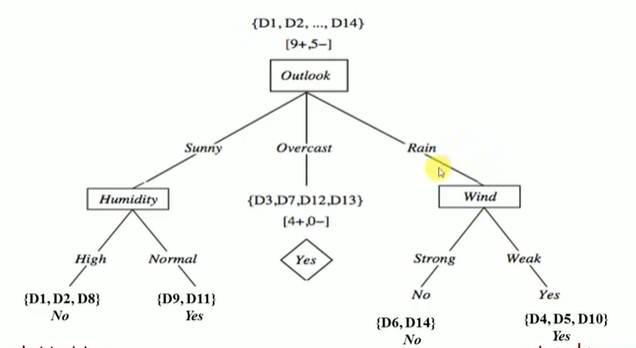 {D1, D2, ..., D14}
[9+,5−]
Outlook
Sunny
Overcast
Rain
Humidity
{D3,D7,D12,D13}
[4+,0−]
Wind
High
Normal
Yes
Strong
Weak
{D1, D2, D8}
No
{D9, D11}
Yes
No
Yes
{D6, D14}
No
{D4, D5, D10}
Yes